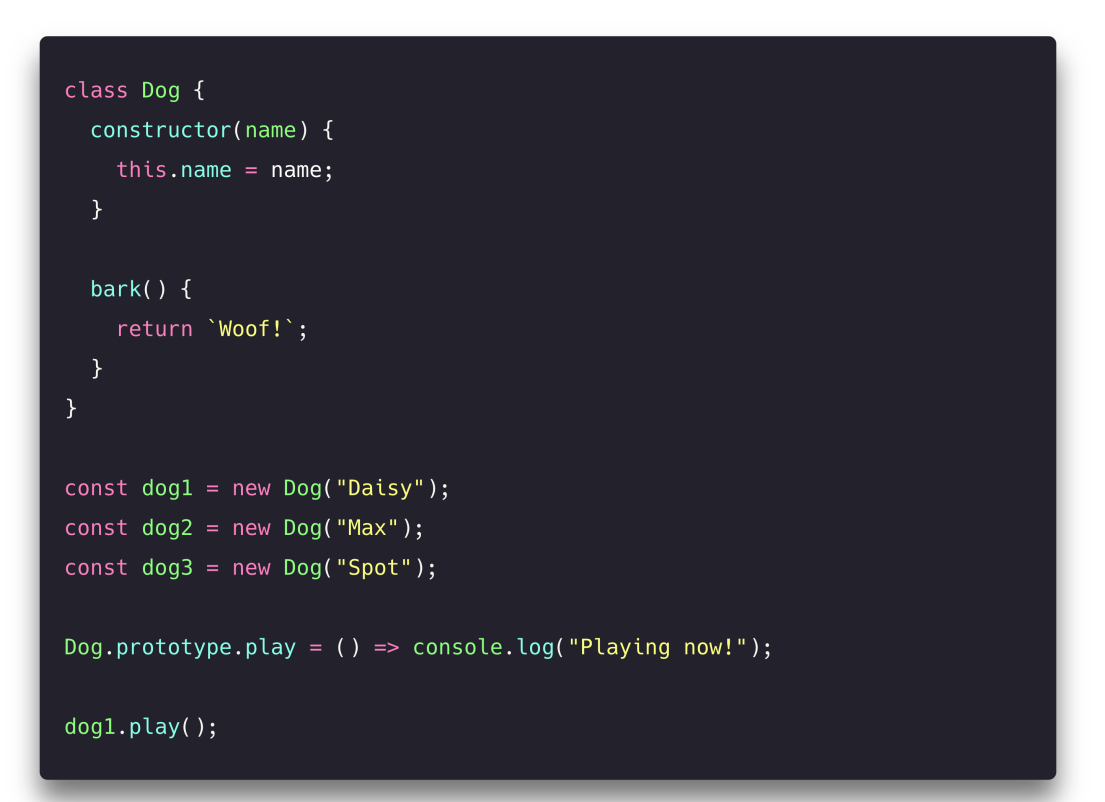 class Dog {
  constructor(name) {
    this.name = name;
  }

  bark() {
    return `Woof!`;
  }
}

const dog1 = new Dog("Daisy");
const dog2 = new Dog("Max");
const dog3 = new Dog("Spot");

Dog.prototype.play = () => console.log("Playing now!");

dog1.play();